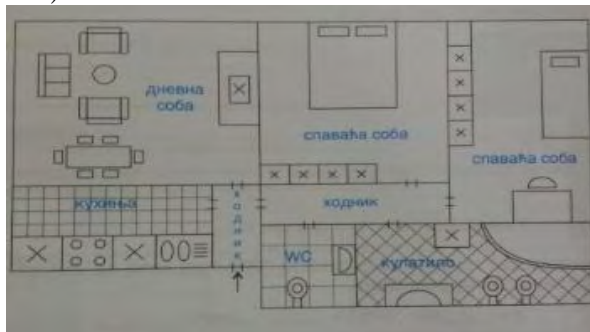 дневна
соба
спаваћа соба
спаваћа соба
кухиња
ходник
ходник
WC
купатило